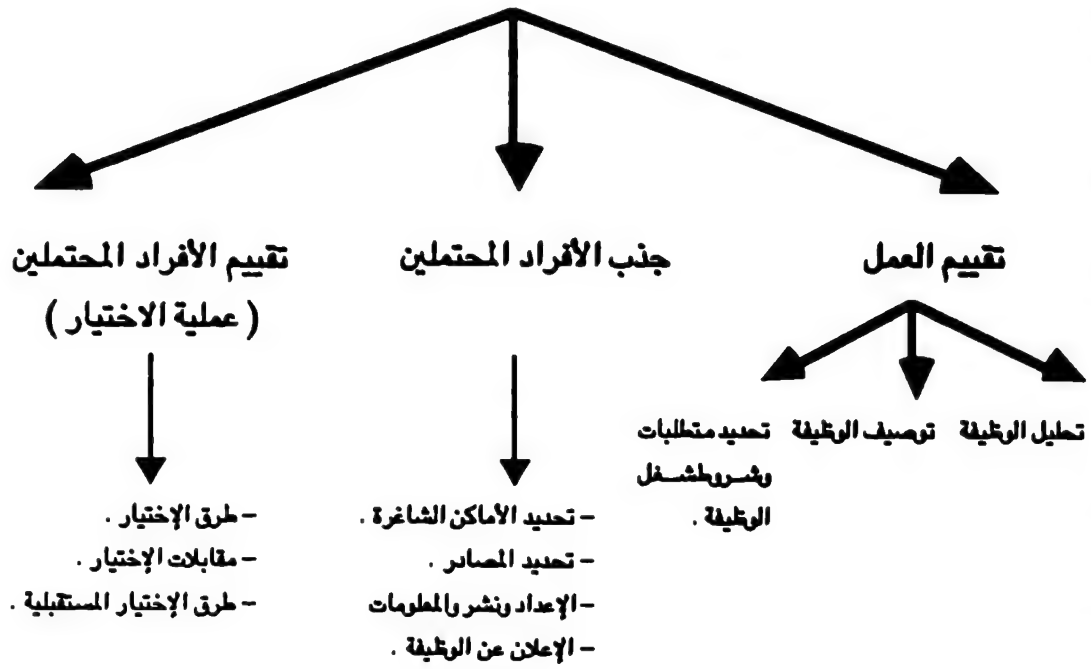 تقييم العمل
جذب الأفراد المحتملين
تقييم الأفراد المحتملين
( عملية الاختيار )
تحليل الوظيفة
توصيف الوظيفة
تحديد متطلبات
وشروط شغل
الوظيفة .
– تحديد الأماكن الشاغرة .
– تحديد المصادر .
– الإعداد ونشر والمعلومات
– الإعلان عن الوظيفة .
– طرق الإختيار .
– مقابلات الإختيار .
– طرق الإختيار المستقبلية .